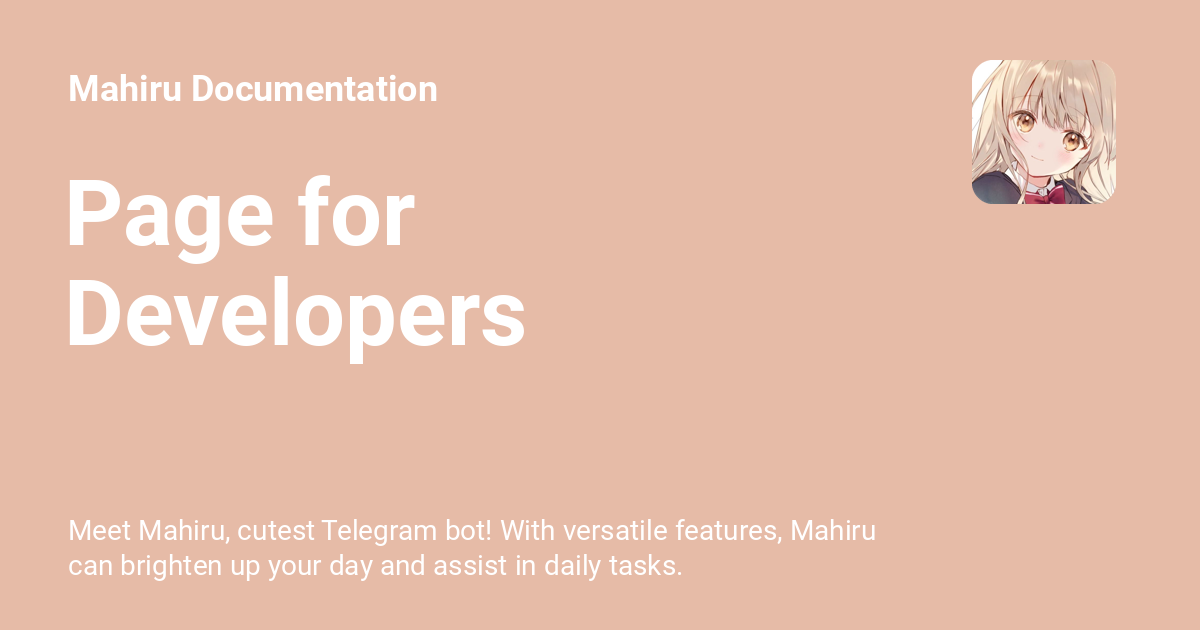 Mahiru Documentation
Page for
Developers
Meet Mahiru, cutest Telegram bot! With versatile features, Mahiru
can brighten up your day and assist in daily tasks.